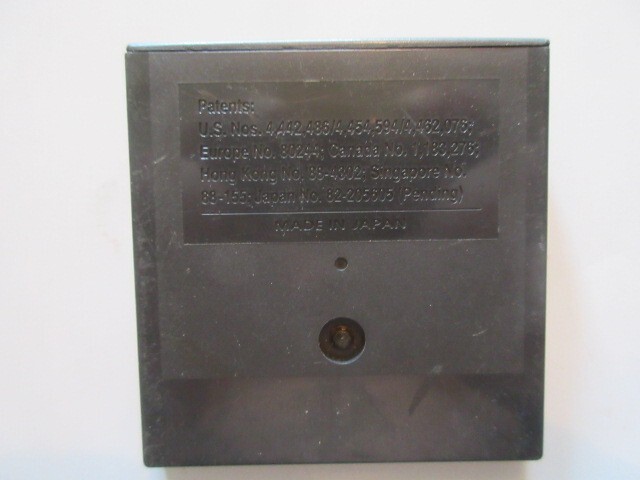 Patents:
U.S. Nos. 4,442,486/4,454,594/4,462,076;
Europe No. 80244; Canada No. 1,183,276;
Hong Kong No. 88-4302; Singapore No.
88-155; Japan No. 82-205605 (Pending)
MADE IN JAPAN